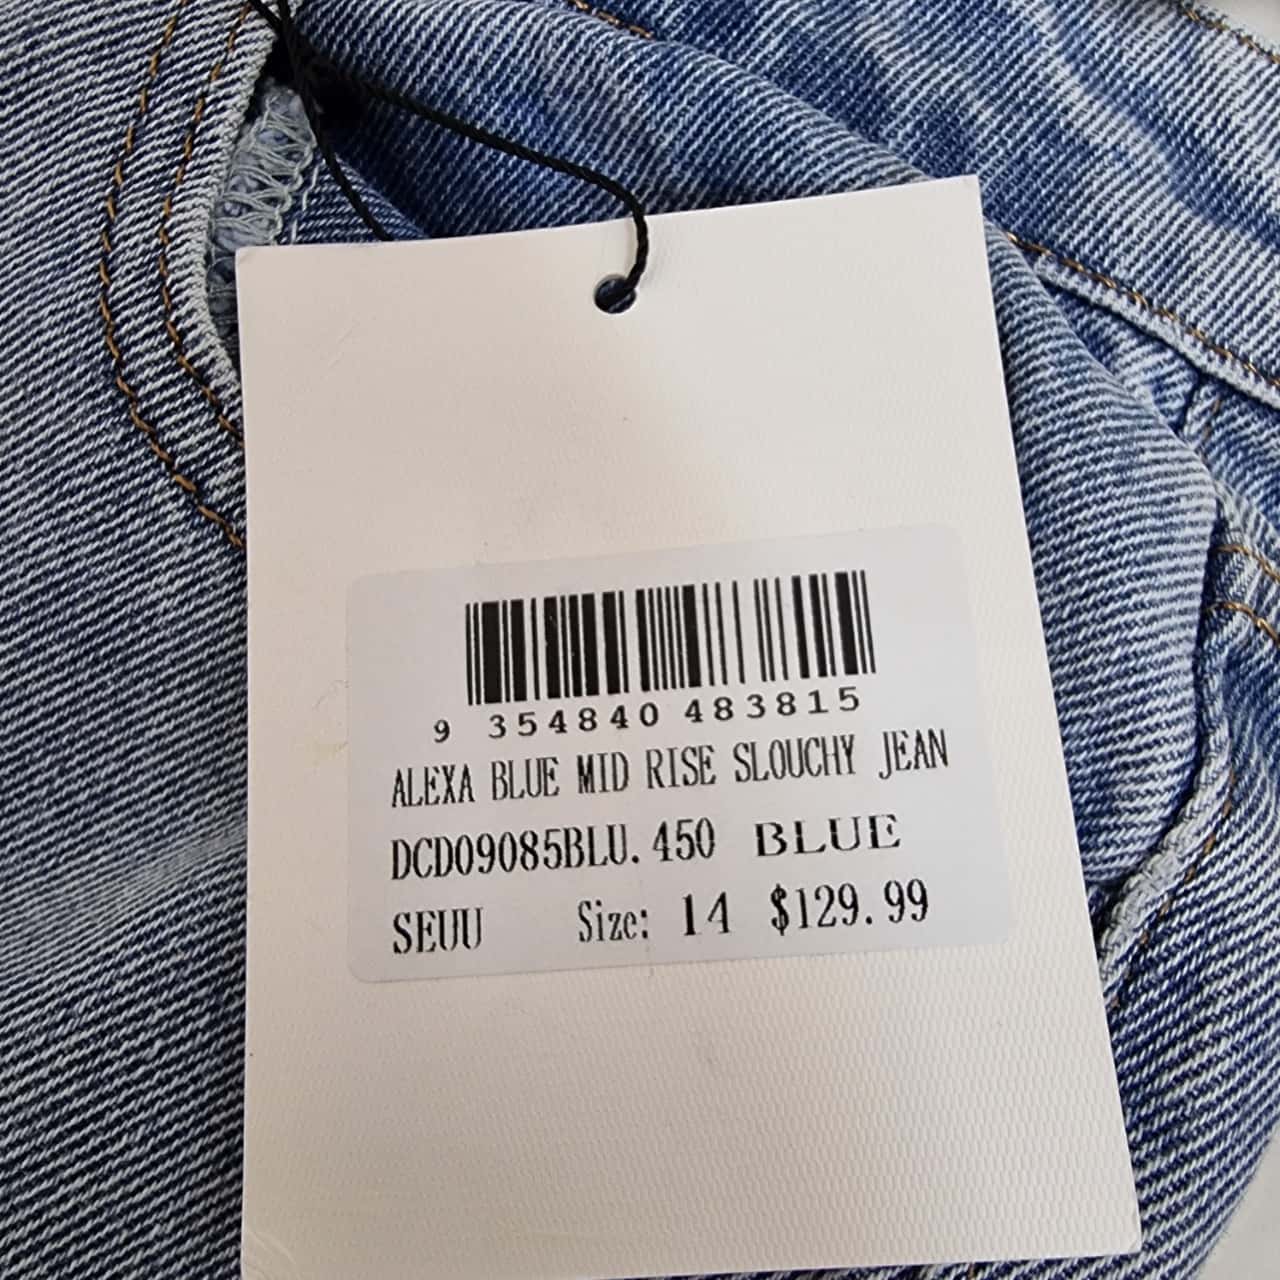 9 354840 483815
ALEXA BLUE MID RISE SLOUCHY JEAN
DCD09085BLU.450 BLUE
SEUU Size: 14 $129.99